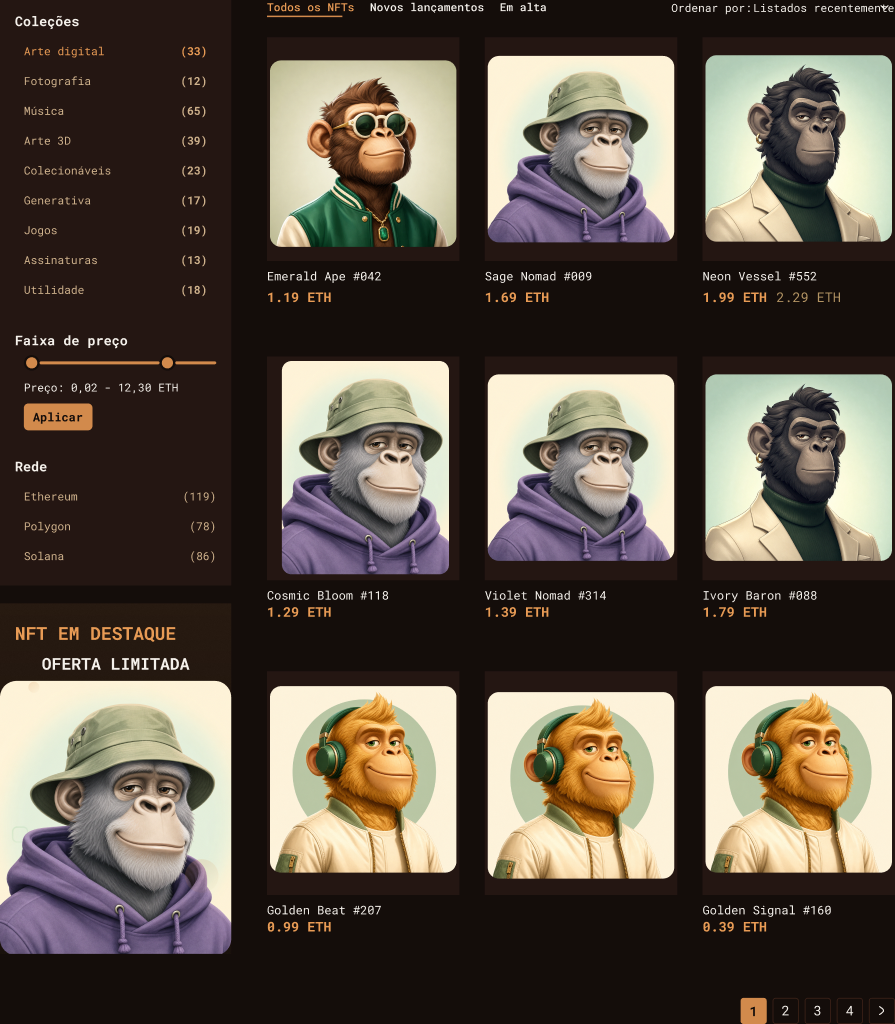 Coleções
Arte digital (33)
Fotografia (12)
Música (65)
Arte 3D (39)
Colecionáveis (23)
Generativa (17)
Jogos (19)
Assinaturas (13)
Utilidade (18)
Faixa de preço
Preço: 0,02 - 12,30 ETH
Aplicar
Rede
Ethereum (119)
Polygon (78)
Solana (86)
NFT EM DESTAQUE
OFERTA LIMITADA
Todos os NFTs Novos lançamentos Em alta Ordenar por: Listados recentemente
Emerald Ape #042
1.19 ETH
Sage Nomad #009
1.69 ETH
Neon Vessel #552
1.99 ETH 2.29 ETH
Cosmic Bloom #118
1.29 ETH
Violet Nomad #314
1.39 ETH
Ivory Baron #088
1.79 ETH
Golden Beat #207
0.99 ETH
Golden Signal #160
0.39 ETH
1 2 3 4